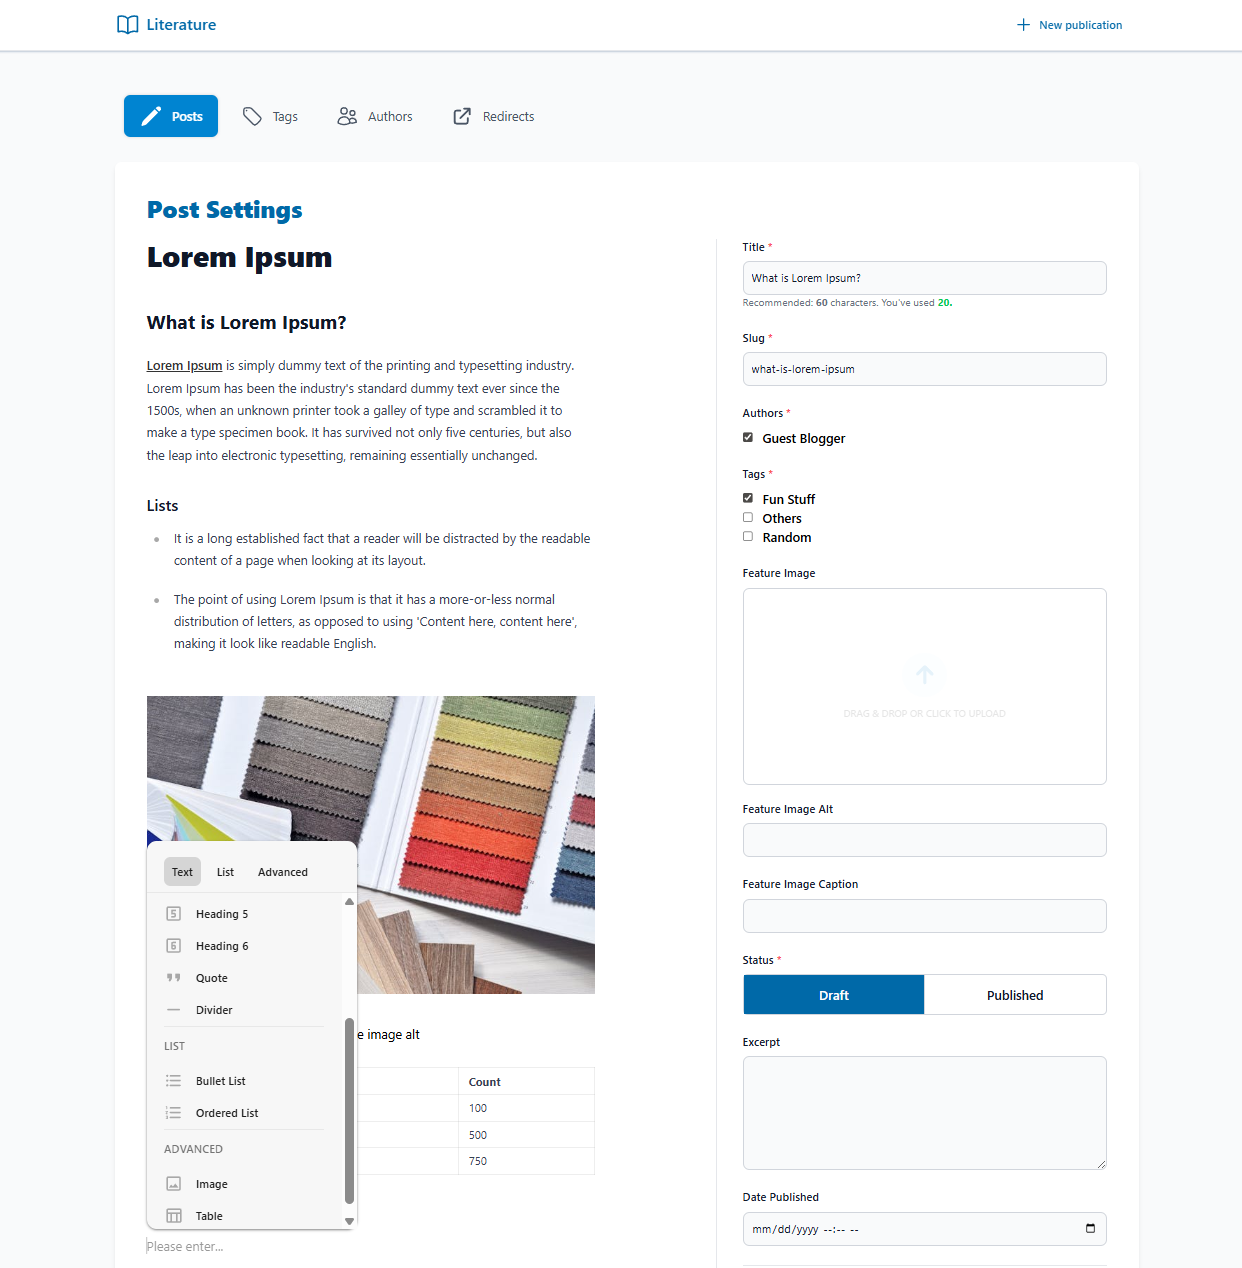 Literature
New publication
Posts
Tags
Authors
Redirects
Post Settings
Lorem Ipsum
What is Lorem Ipsum?
Lorem Ipsum is simply dummy text of the printing and typesetting industry.
Lorem Ipsum has been the industry's standard dummy text ever since the
1500s, when an unknown printer took a galley of type and scrambled it to
make a type specimen book. It has survived not only five centuries, but also
the leap into electronic typesetting, remaining essentially unchanged.
Lists
It is a long established fact that a reader will be distracted by the readable
content of a page when looking at its layout.
The point of using Lorem Ipsum is that it has a more-or-less normal
distribution of letters, as opposed to using 'Content here, content here',
making it look like readable English.
Text
List
Advanced
Heading 5
Heading 6
Quote
Divider
LIST
Bullet List
Ordered List
ADVANCED
Image
Table
e image alt
Count
100
500
750
Please enter...
Title *
What is Lorem Ipsum?
Recommended: 60 characters. You've used 20.
Slug *
what-is-lorem-ipsum
Authors *
Guest Blogger
Tags *
Fun Stuff
Others
Random
Feature Image
DRAG & DROP OR CLICK TO UPLOAD
Feature Image Alt
Feature Image Caption
Status *
Draft
Published
Excerpt
Date Published
mm/dd/yyyy --:-- --